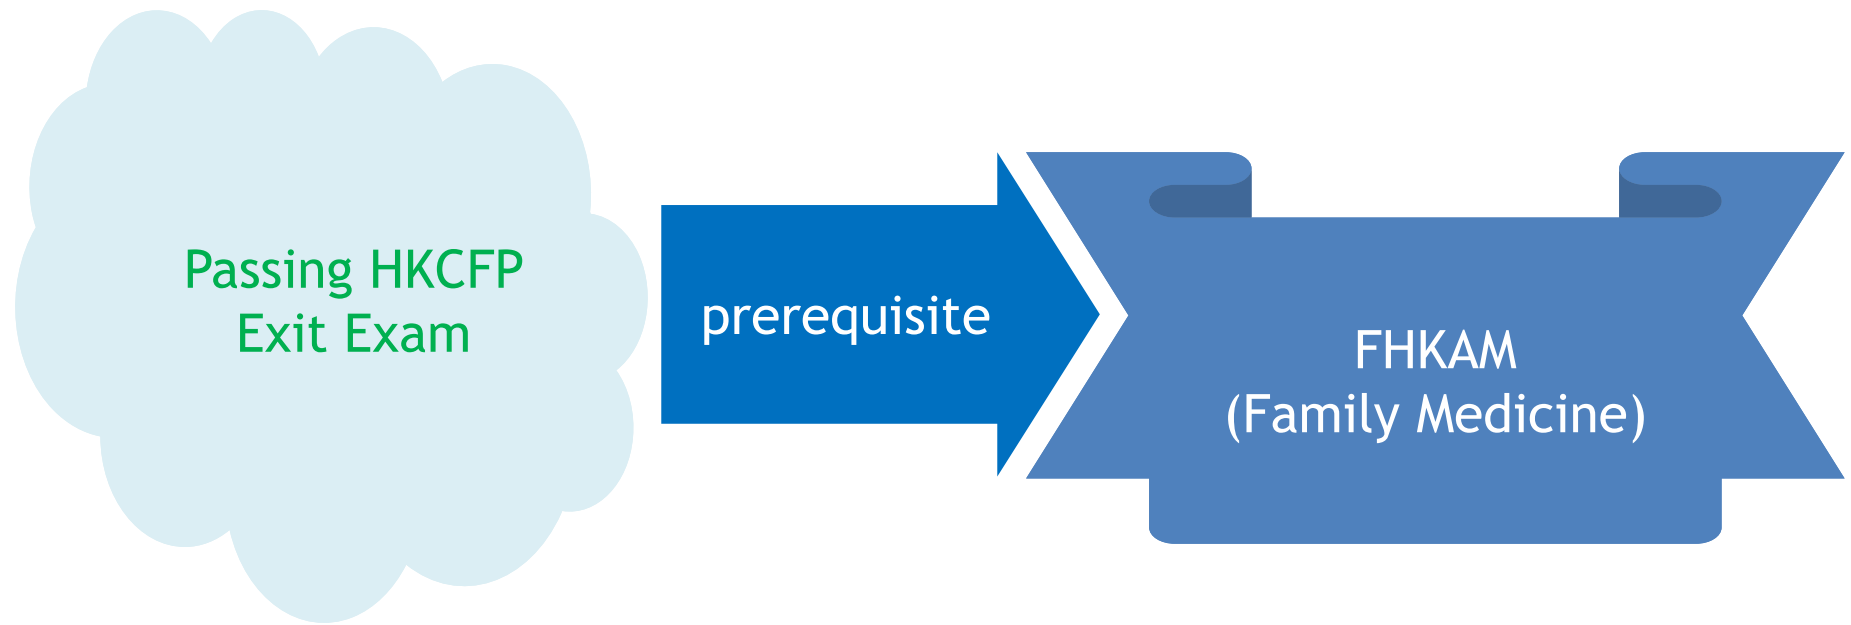 Passing HKCFP
Exit Exam
prerequisite
FHKAM
(Family Medicine)